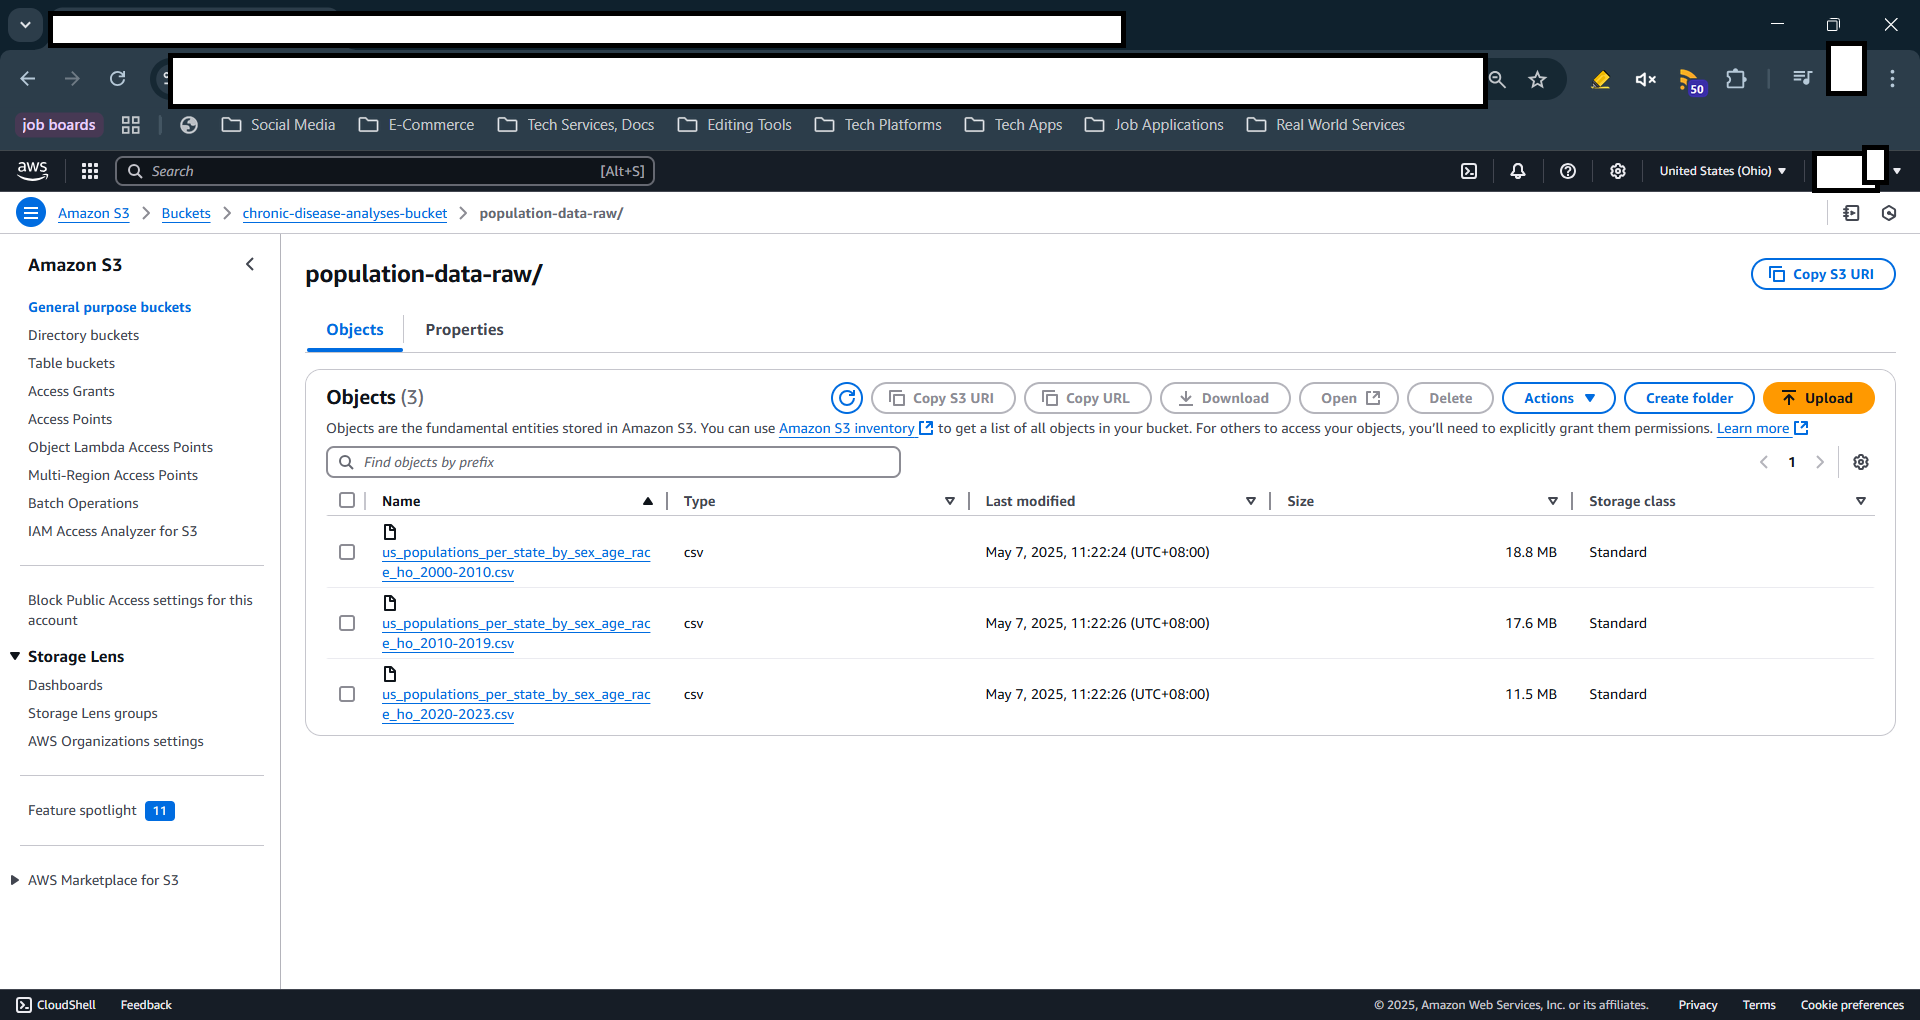 50
job boards
Social Media
E-Commerce
Tech Services, Docs
Editing Tools
Tech Platforms
Tech Apps
Job Applications
Real World Services
aws
Search
[Alt+S]
United States (Ohio)
Amazon S3
Buckets
chronic-disease-analyses-bucket
population-data-raw/
Amazon S3
General purpose buckets
Directory buckets
Table buckets
Access Grants
Access Points
Object Lambda Access Points
Multi-Region Access Points
Batch Operations
IAM Access Analyzer for S3
Block Public Access settings for this
account
Storage Lens
Dashboards
Storage Lens groups
AWS Organizations settings
Feature spotlight 11
AWS Marketplace for S3
population-data-raw/
Copy S3 URI
Objects
Properties
Objects (3)
Copy S3 URI
Copy URL
Download
Open
Delete
Actions
Create folder
Upload
Objects are the fundamental entities stored in Amazon S3. You can use Amazon S3 inventory to get a list of all objects in your bucket. For others to access your objects, you'll need to explicitly grant them permissions. Learn more
Find objects by prefix
1
Name
Type
Last modified
Size
Storage class
us_populations_per_state_by_sex_age_rac
e_ho_2000-2010.csv
csv
May 7, 2025, 11:22:24 (UTC+08:00)
18.8 MB
Standard
us_populations_per_state_by_sex_age_rac
e_ho_2010-2019.csv
csv
May 7, 2025, 11:22:26 (UTC+08:00)
17.6 MB
Standard
us_populations_per_state_by_sex_age_rac
e_ho_2020-2023.csv
csv
May 7, 2025, 11:22:26 (UTC+08:00)
11.5 MB
Standard
CloudShell
Feedback
© 2025, Amazon Web Services, Inc. or its affiliates.
Privacy
Terms
Cookie preferences